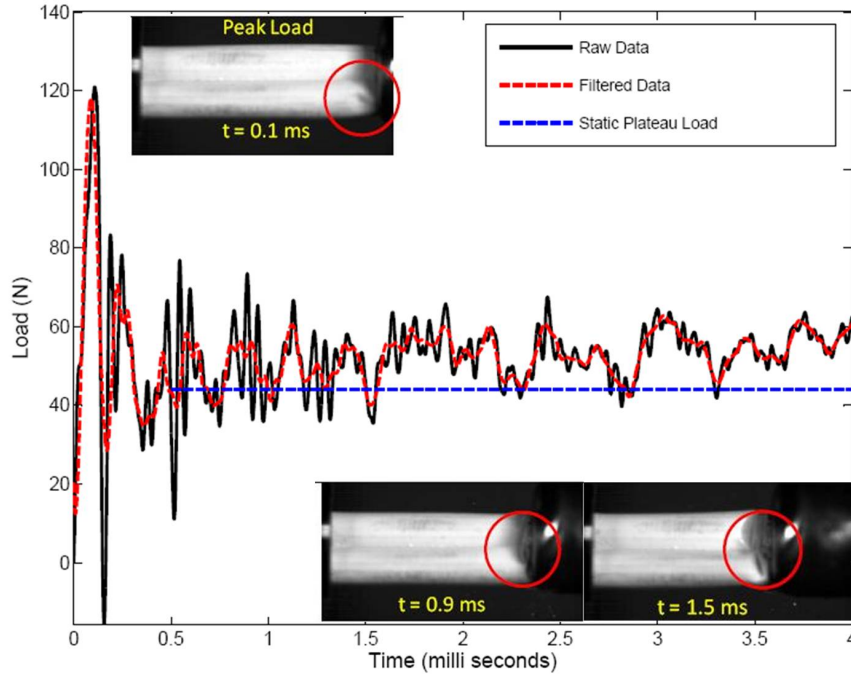 140
120
100
80
60
40
20
0
Load (N)
Peak Load
t = 0.1 ms
Raw Data
Filtered Data
Static Plateau Load
t = 0.9 ms
t = 1.5 ms
0 0.5 1 1.5 2 2.5 3 3.5 4
Time (milli seconds)